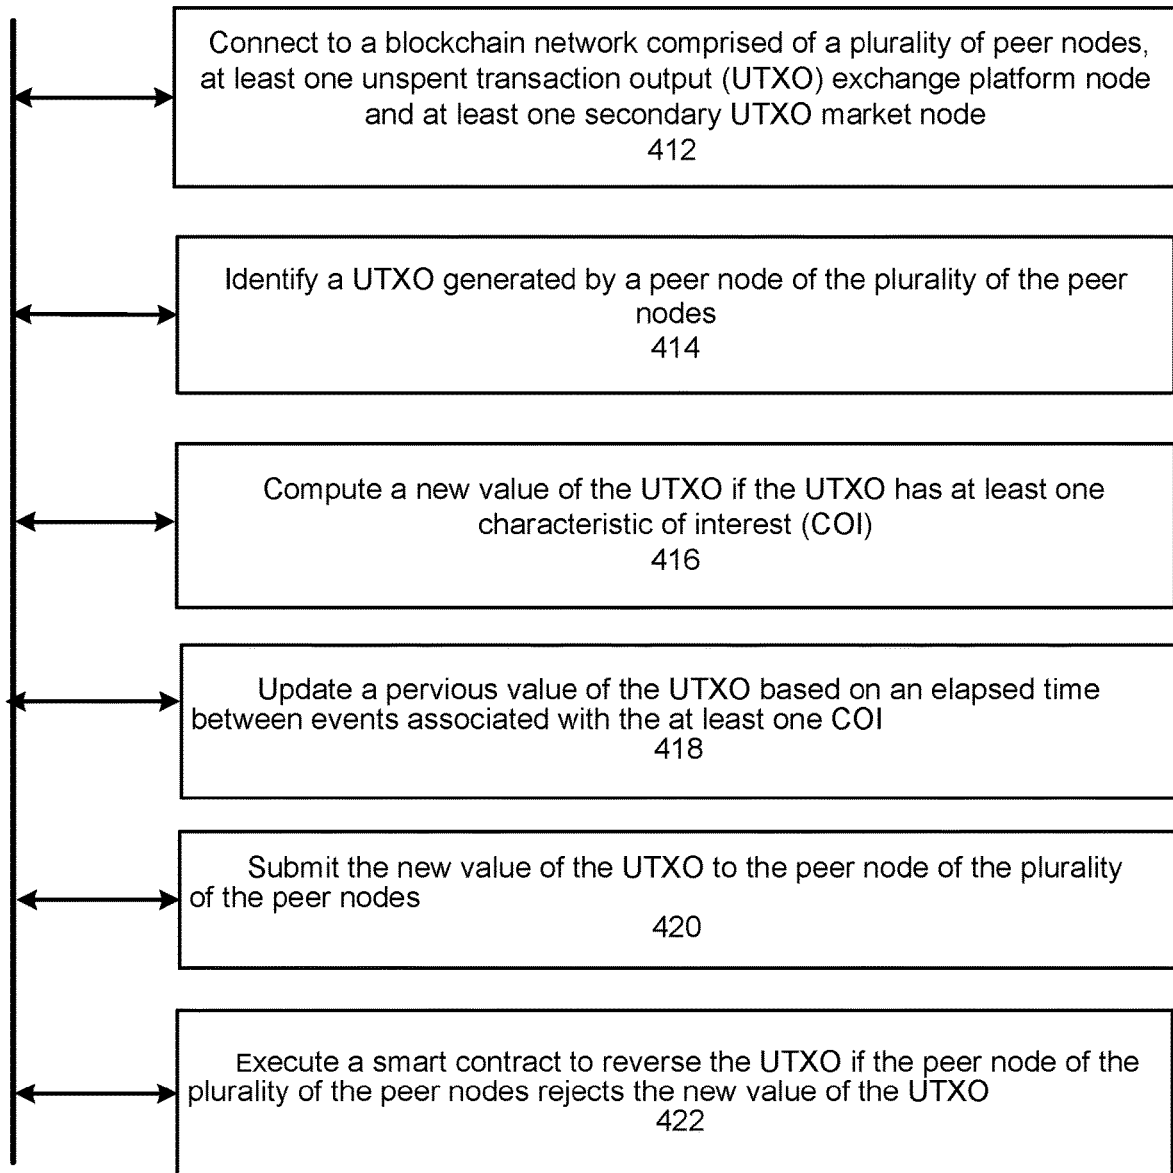 Connect to a blockchain network comprised of a plurality of peer nodes,
at least one unspent transaction output (UTXO) exchange platform node
and at least one secondary UTXO market node
412
Identify a UTXO generated by a peer node of the plurality of the peer
nodes
414
Compute a new value of the UTXO if the UTXO has at least one
characteristic of interest (COI)
416
Update a pervious value of the UTXO based on an elapsed time
between events associated with the at least one COI
418
Submit the new value of the UTXO to the peer node of the plurality
of the peer nodes
420
Execute a smart contract to reverse the UTXO if the peer node of the
plurality of the peer nodes rejects the new value of the UTXO
422